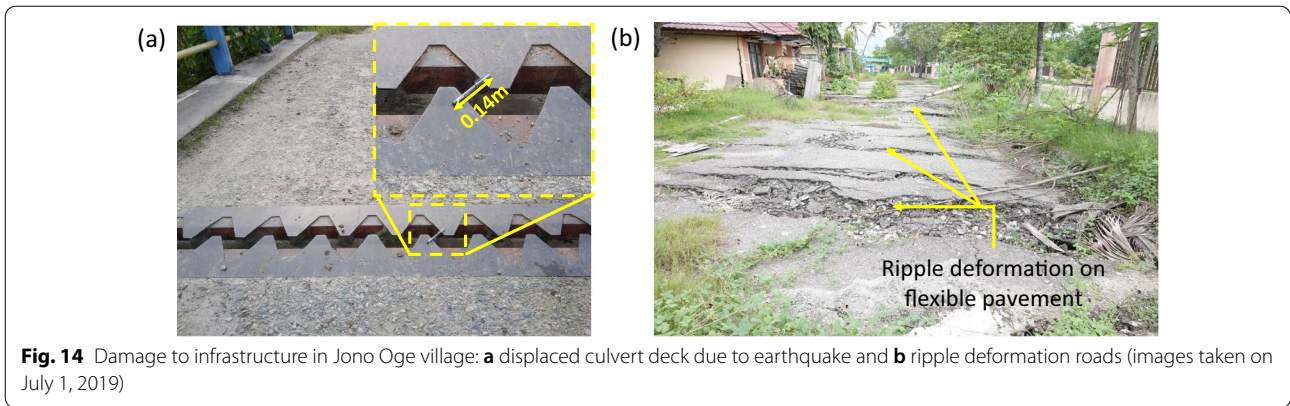 (a)
0.14m
(b)
Ripple deformation on
flexible pavement
Fig. 14 Damage to infrastructure in Jono Oge village: a displaced culvert deck due to earthquake and b ripple deformation roads (images taken on
July 1, 2019)